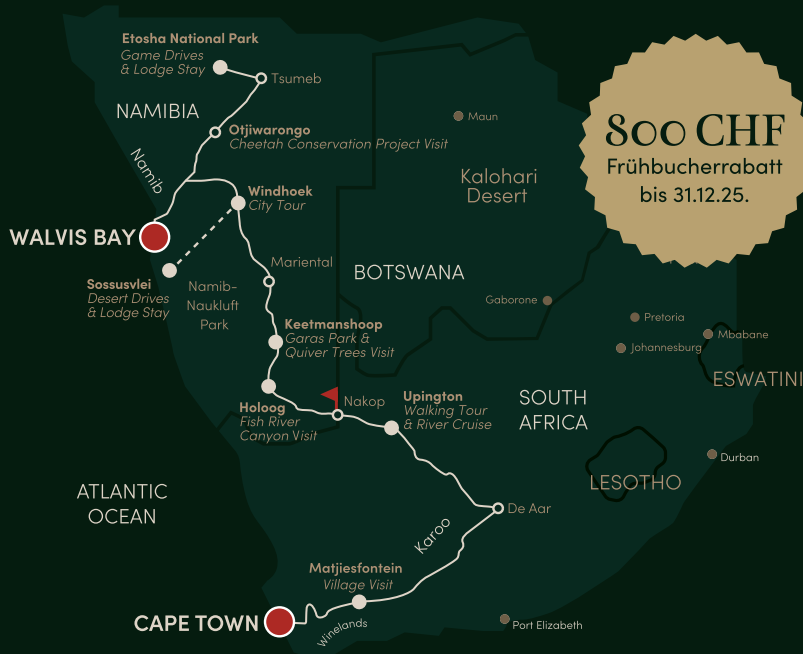 Etosha National Park
Game Drives
& Lodge Stay
Tsumeb
800 CHF
Frühbucherrabatt
bis 31.12.25.
NAMIBIA
Maun
Otjiwarongo
Cheetah Conservation Project Visit
Namib
Kalohari
Desert
Windhoek
City Tour
WALVIS BAY
Mariental
BOTSWANA
Sossusvlei
Desert Drives
& Lodge Stay
Namib-
Naukluft
Park
Gaborone
Pretoria
Keetmanshoop
Garas Park &
Quiver Trees Visit
Mbabane
Johannesburg
ESWATINI
Holoog
Fish River
Canyon Visit
Nakop
Upington
Walking Tour
& River Cruise
SOUTH
AFRICA
Durban
LESOTHO
ATLANTIC
OCEAN
De Aar
Karoo
Matjiesfontein
Village Visit
CAPE TOWN
Winelands
Port Elizabeth